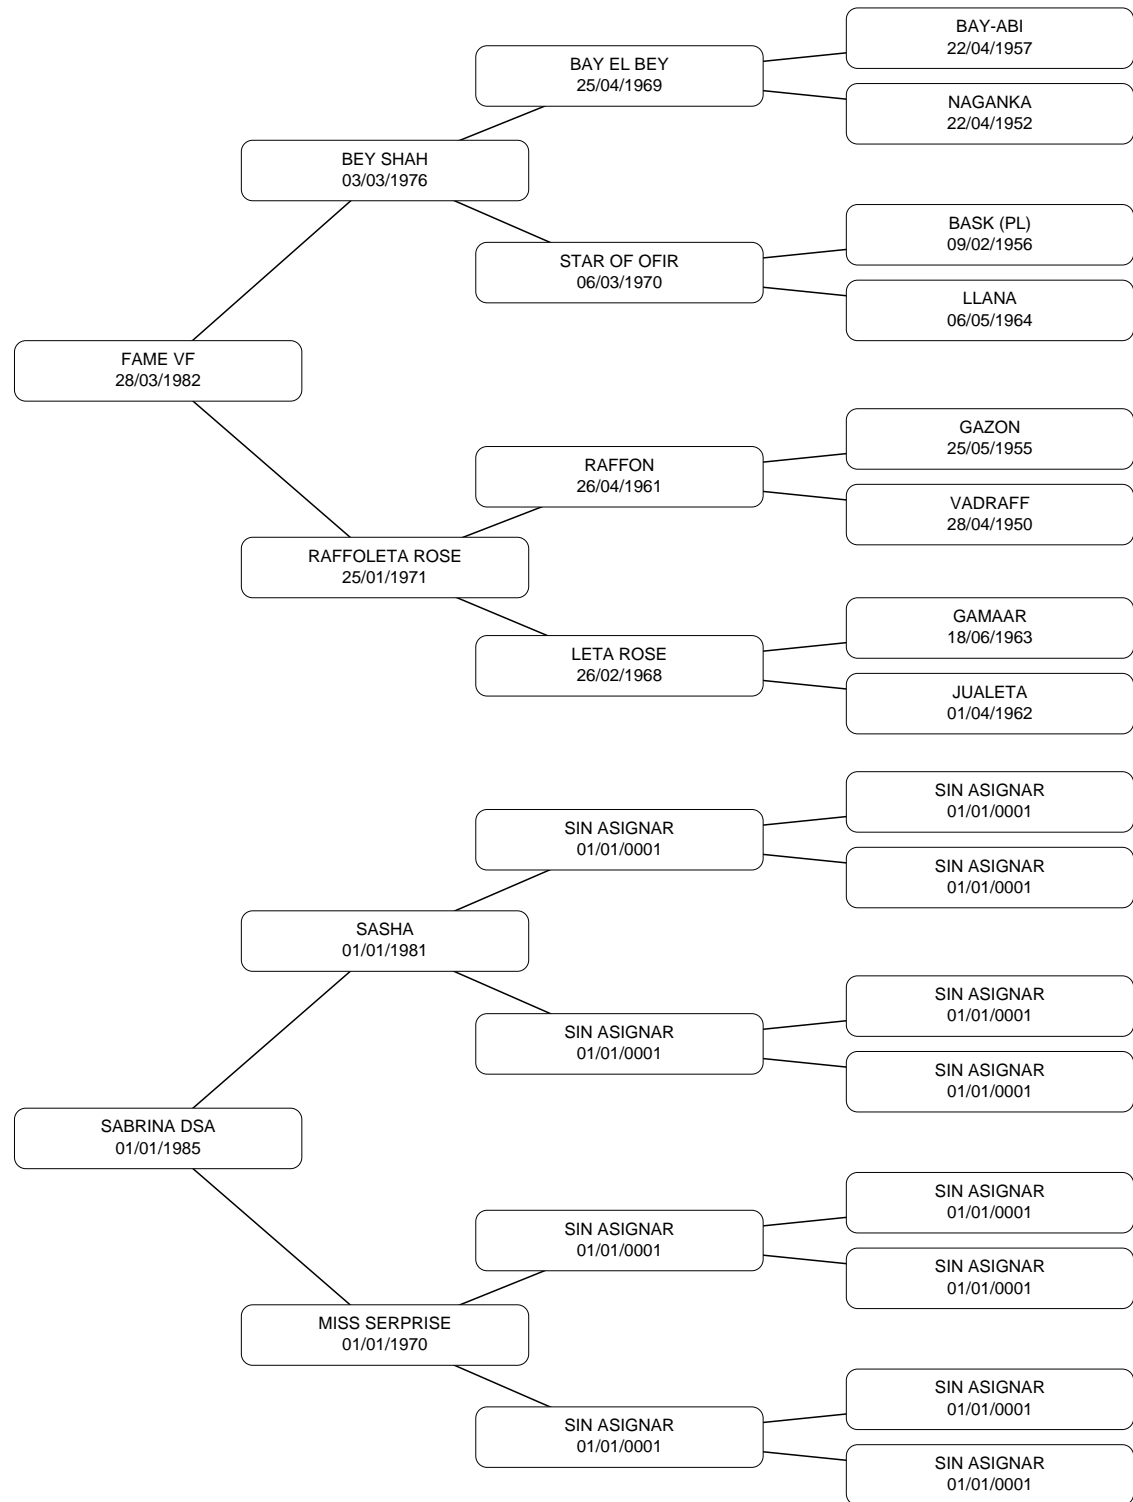 BAY-ABI
22/04/1957
BAY EL BEY
25/04/1969
NAGANKA
22/04/1952
BEY SHAH
03/03/1976
BASK (PL)
09/02/1956
STAR OF OFIR
06/03/1970
LLANA
06/05/1964
FAME VF
28/03/1982
GAZON
25/05/1955
RAFFON
26/04/1961
VADRAFF
28/04/1950
RAFFOLETA ROSE
25/01/1971
GAMAAR
18/06/1963
LETA ROSE
26/02/1968
JUALETA
01/04/1962
SIN ASIGNAR
01/01/0001
SIN ASIGNAR
01/01/0001
SIN ASIGNAR
01/01/0001
SASHA
01/01/1981
SIN ASIGNAR
01/01/0001
SIN ASIGNAR
01/01/0001
SIN ASIGNAR
01/01/0001
SABRINA DSA
01/01/1985
SIN ASIGNAR
01/01/0001
SIN ASIGNAR
01/01/0001
SIN ASIGNAR
01/01/0001
MISS SERPRISE
01/01/1970
SIN ASIGNAR
01/01/0001
SIN ASIGNAR
01/01/0001
SIN ASIGNAR
01/01/0001